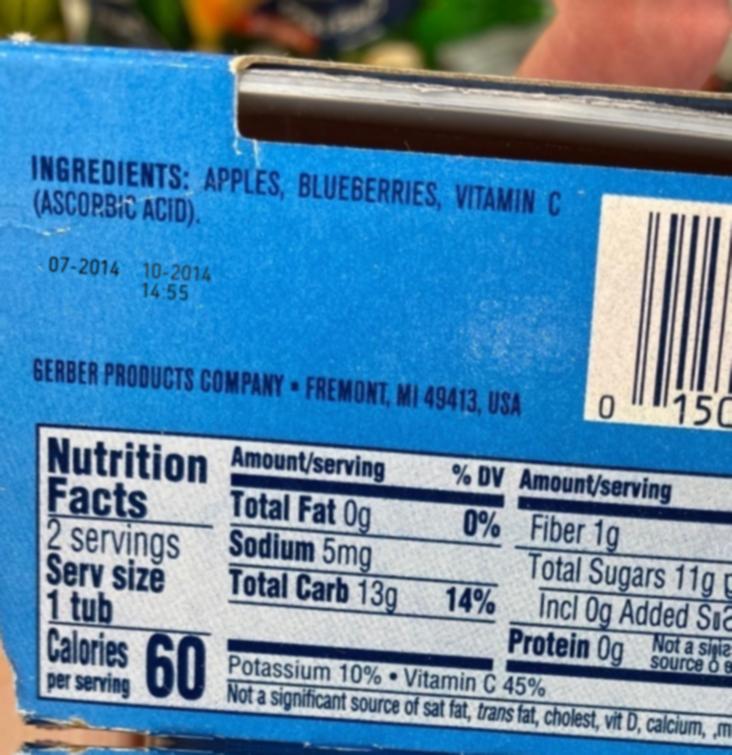 INGREDIENTS: APPLES, BLUEBERRIES, VITAMIN C
(ASCORBIC ACID).
07-2014 10-2014
14:55
GERBER PRODUCTS COMPANY • FREMONT, MI 49413, USA
0 150
Nutrition
Facts
2 servings
Serv size
1 tub
Calories 60
per serving
Amount/serving % DV
Total Fat 0g 0%
Sodium 5mg
Total Carb 13g 14%
Amount/serving
Fiber 1g
Total Sugars 11g
Incl 0g Added
Protein 0g Not a
source
Potassium 10% • Vitamin C 45%
Not a significant source of sat fat, trans fat, cholest, vit D, calcium,